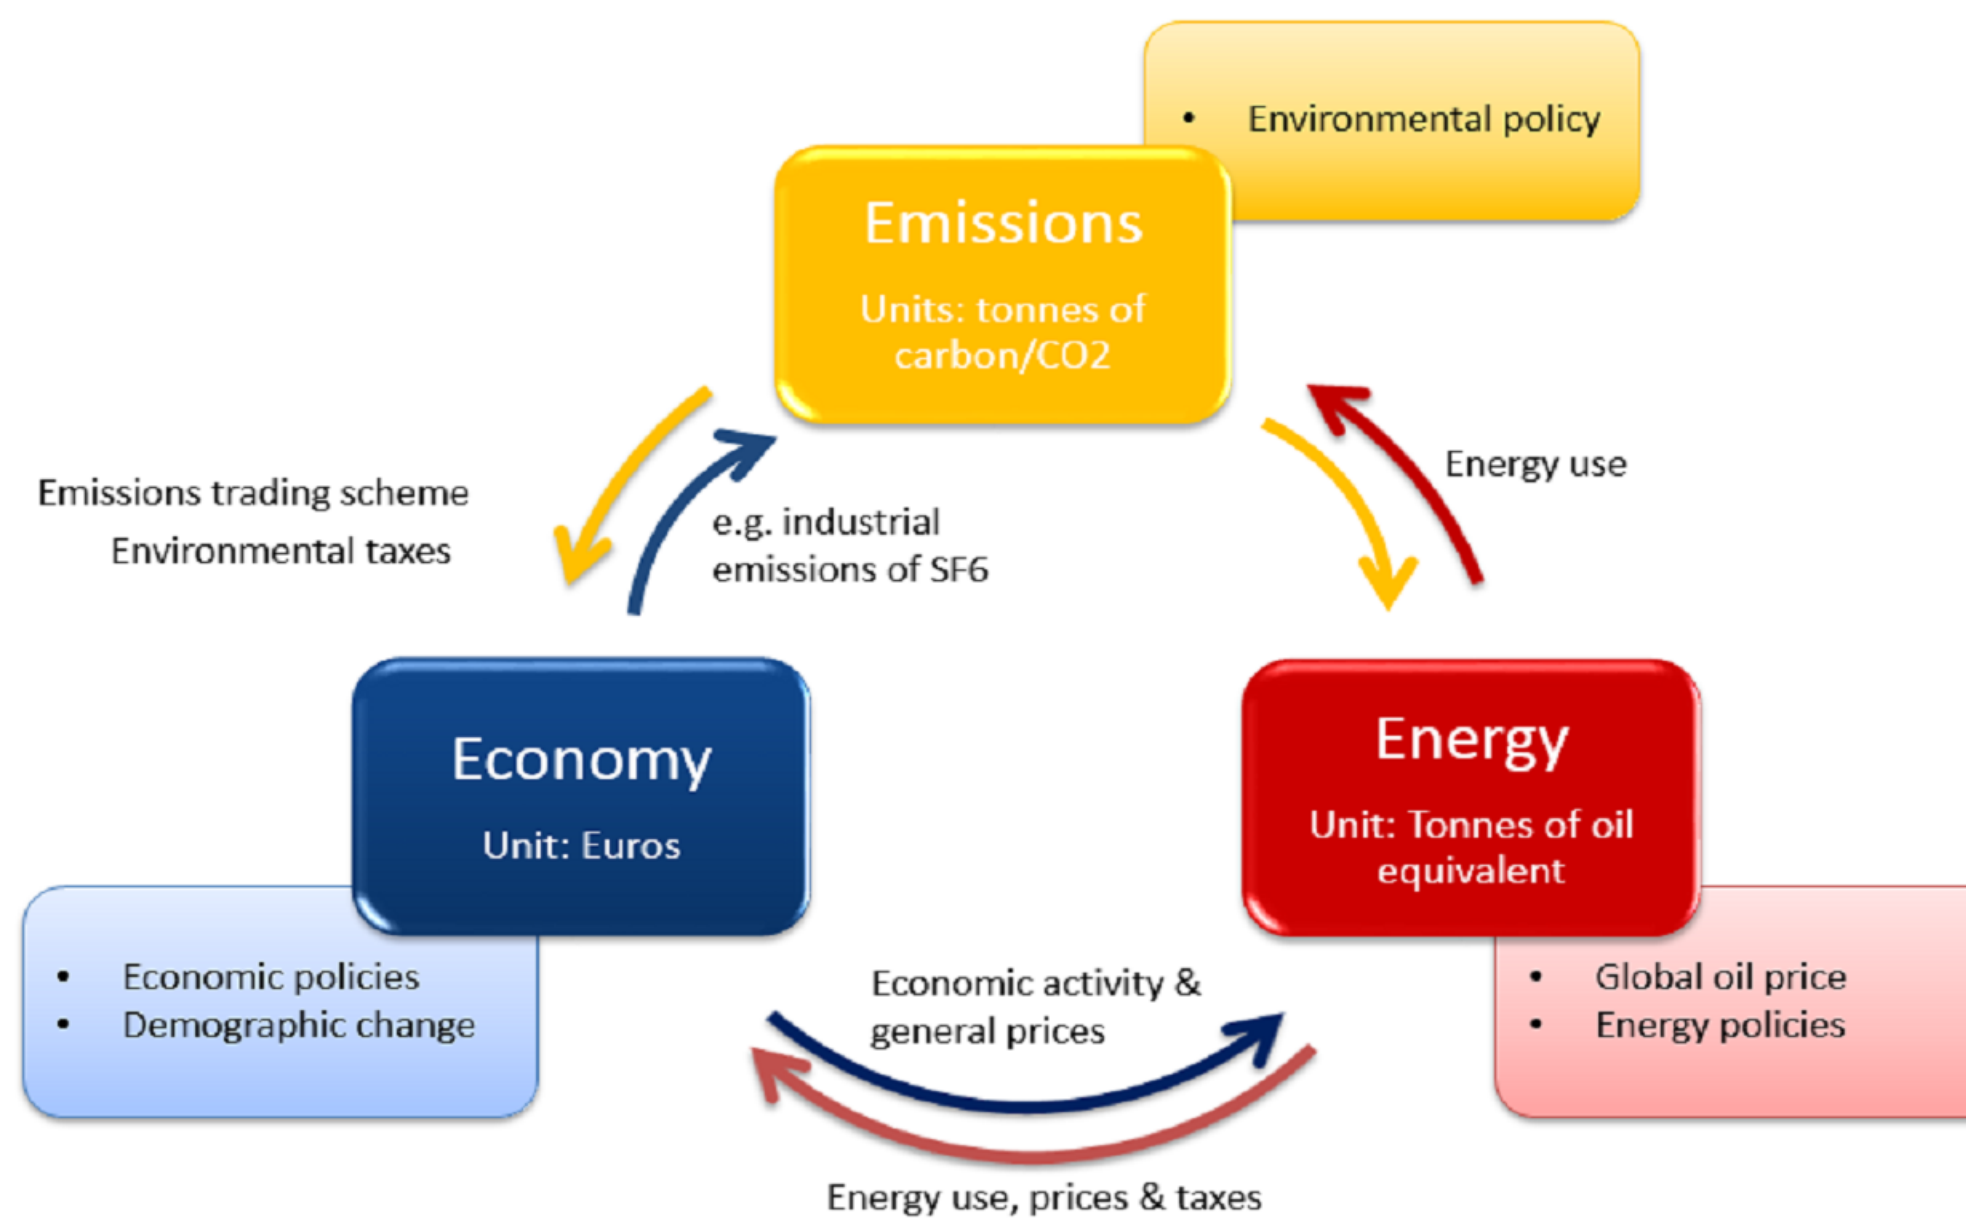 • Environmental policy
Emissions
Units: tonnes of
carbon/CO2
Energy use
Emissions trading scheme
Environmental taxes
e.g. industrial
emissions of SF6
Economy
Unit: Euros
Energy
Unit: Tonnes of oil
equivalent
• Economic policies
• Demographic change
Economic activity &
general prices
• Global oil price
• Energy policies
Energy use, prices & taxes